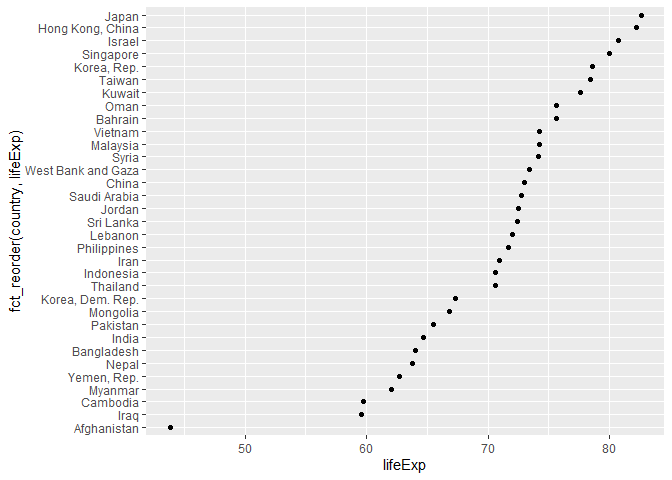 Japan
Hong Kong, China
Israel
Singapore
Korea, Rep.
Taiwan
Kuwait
Oman
Bahrain
Vietnam
Malaysia
Syria
West Bank and Gaza
China
Saudi Arabia
Jordan
Sri Lanka
Lebanon
Philippines
Iran
Indonesia
Thailand
Korea, Dem. Rep.
Mongolia
Pakistan
India
Bangladesh
Nepal
Yemen, Rep.
Myanmar
Cambodia
Iraq
Afghanistan
fct_reorder(country, lifeExp)
50 60 70 80
lifeExp